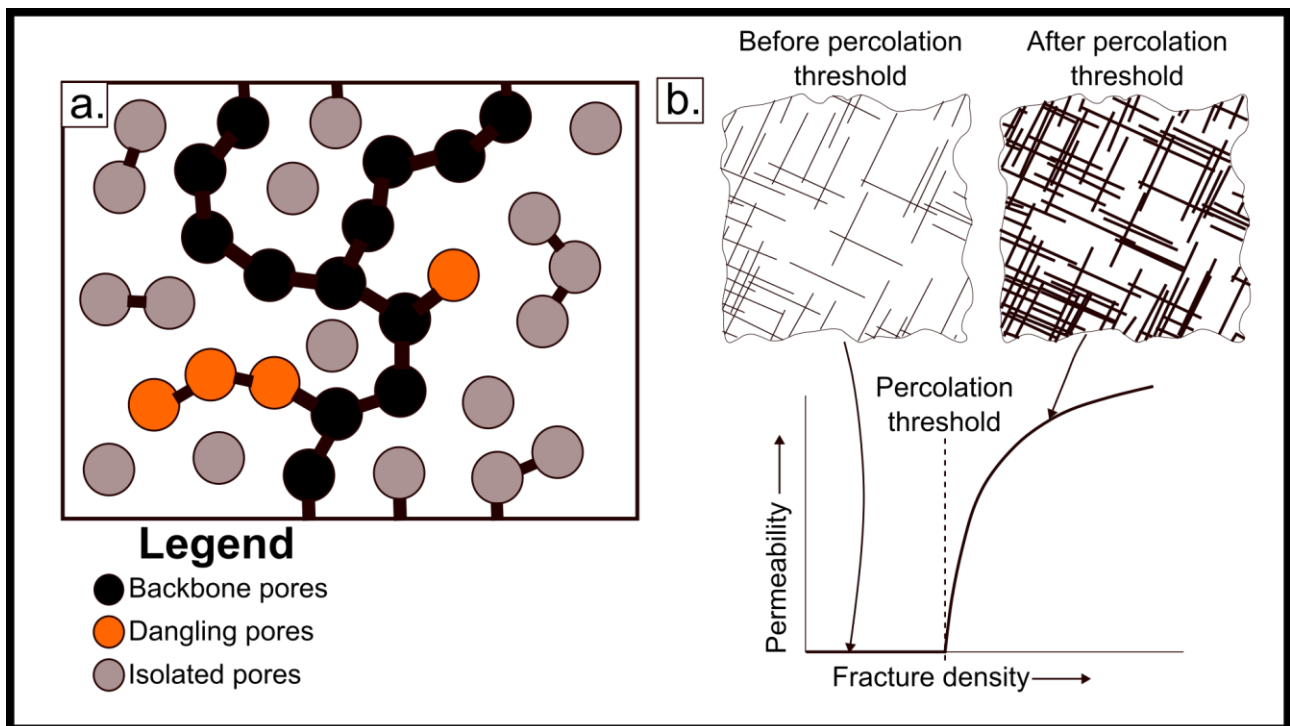 a.
Legend
Backbone pores
Dangling pores
Isolated pores
b.
Before percolation
threshold
After percolation
threshold
Percolation
threshold
Permeability
Fracture density